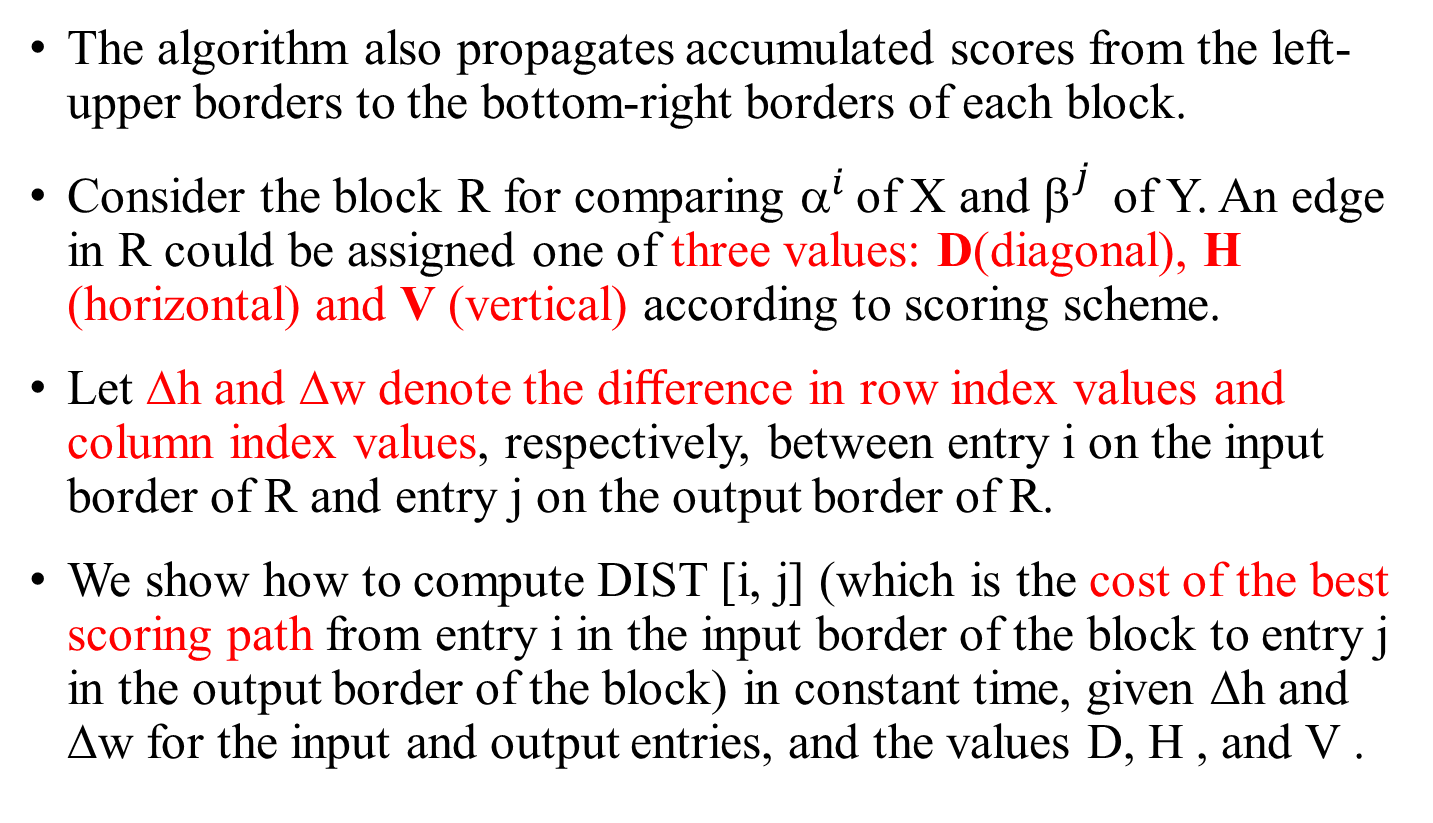 • The algorithm also propagates accumulated scores from the left-
upper borders to the bottom-right borders of each block.
• Consider the block R for comparing αⁱ of X and βʲ of Y. An edge
in R could be assigned one of three values: D(diagonal), H
(horizontal) and V (vertical) according to scoring scheme.
• Let Δh and Δw denote the difference in row index values and
column index values, respectively, between entry i on the input
border of R and entry j on the output border of R.
• We show how to compute DIST [i, j] (which is the cost of the best
scoring path from entry i in the input border of the block to entry j
in the output border of the block) in constant time, given Δh and
Δw for the input and output entries, and the values D, H , and V .